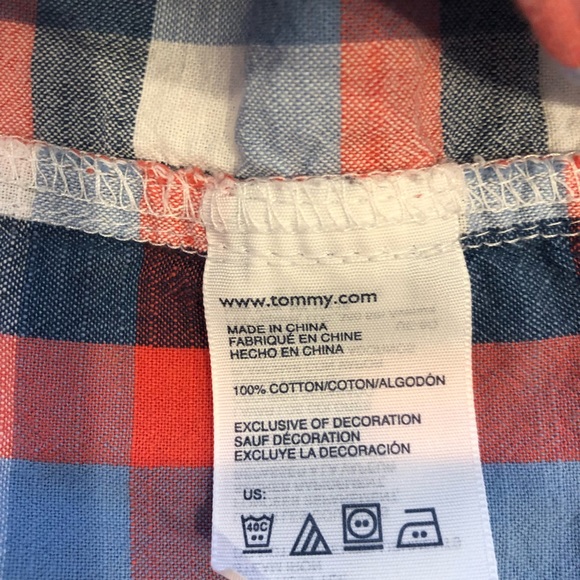 www.tommy.com
MADE IN CHINA
FABRIQUÉ EN CHINE
HECHO EN CHINA
100% COTTON/COTON/ALGODÓN
EXCLUSIVE OF DECORATION
SAUF DÉCORATION
EXCLUYE LA DECORACIÓN
US:
40C